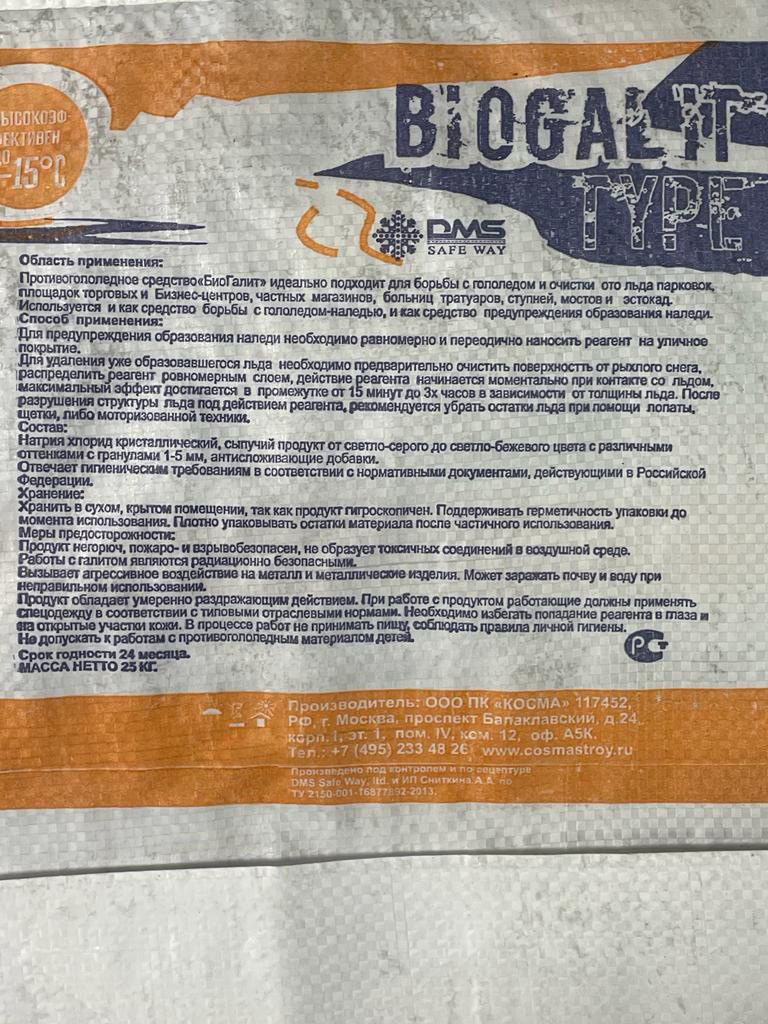 ВЫСОКОЭФ-
ФЕКТИВЕН
ДО
-15°C
BIOGALIT
TYPE
DMS
SAFE WAY
Область применения:
Противогололедное средство«БиоГалит» идеально подходит для борьбы с гололедом и очистки ото льда парковок,
площадок торговых и Бизнес-центров, частных магазинов, больниц тратуаров, ступней, мостов и эстокад.
Используется и как средство борьбы с гололедом-наледью, и как средство предупреждения образования наледи.
Способ применения:
Для предупреждения образования наледи необходимо равномерно и переодично наносить реагент на уличное
покрытие.
Для удаления уже образовавшегося льда необходимо предварительно очистить поверхностть от рыхлого снега,
распределить реагент ровномерным слоем, действие реагента начинается моментально при контакте со льдом,
максимальный эффект достигается в промежутке от 15 минут до 3х часов в зависимости от толщины льда. После
разрушения структуры льда под действием реагента, рекомендуется убрать остатки льда при помощи лопаты,
щетки, либо моторизованной техники.
Состав:
Натрия хлорид кристаллический, сыпучий продукт от светло-серого до светло-бежевого цвета с различными
оттенками с гранулами 1-5 мм, антисложивающие добавки.
Отвечает гигиеническим требованиям в соответствии с нормативными документами, действующими в Российской
Федерации.
Хранение:
Хранить в сухом, крытом помещении, так как продукт гигроскопичен. Поддерживать герметичность упаковки до
момента использования. Плотно упаковывать остатки материала после частичного использования.
Меры предосторожности:
Продукт негорюч, пожаро- и взрывобезопасен, не образует токсичных соединений в воздушной среде.
Работы с галитом являются радиационно безопасными.
Вызывает агрессивное воздействие на металл и металлические изделия. Может заражать почву и воду при
неправильном использовании.
Продукт обладает умеренно раздражающим действием. При работе с продуктом работающие должны применять
спецодежду в соответствии с типовыми отраслевыми нормами. Необходимо избегать попадание реагента в глаза и
на открытые участки кожи. В процессе работ не принимать пищу, соблюдать правила личной гигиены.
Не допускать к работам с противогололедным материалом детей.
Срок годности 24 месяца.
МАССА НЕТТО 25 КГ.
Производитель: ООО ПК «КОСМА» 117452,
РФ, г. Москва, проспект Балаклавский, д.24,
корп.1, эт. 1, пом. IV, ком. 12, оф. А5К.
Тел.: +7 (495) 233 48 26 www.cosmastroy.ru
Произведено под контролем и по рецептуре
DMS Safe Way, ltd. и ИП Сниткина А.А. по
ТУ 2150-001-16877892-2013.